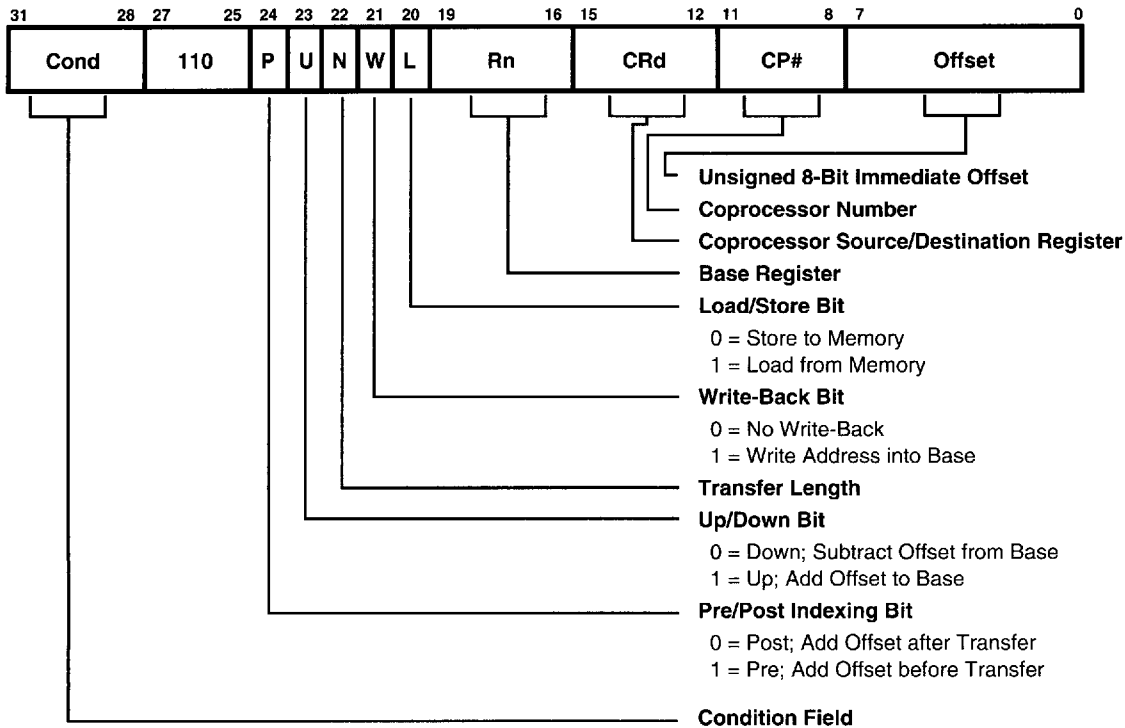 31 28 27 25 24 23 22 21 20 19 16 15 12 11 8 7 0
Cond 110 P U N W L Rn CRd CP# Offset
Unsigned 8-Bit Immediate Offset
Coprocessor Number
Coprocessor Source/Destination Register
Base Register
Load/Store Bit
0 = Store to Memory
1 = Load from Memory
Write-Back Bit
0 = No Write-Back
1 = Write Address into Base
Transfer Length
Up/Down Bit
0 = Down; Subtract Offset from Base
1 = Up; Add Offset to Base
Pre/Post Indexing Bit
0 = Post; Add Offset after Transfer
1 = Pre; Add Offset before Transfer
Condition Field